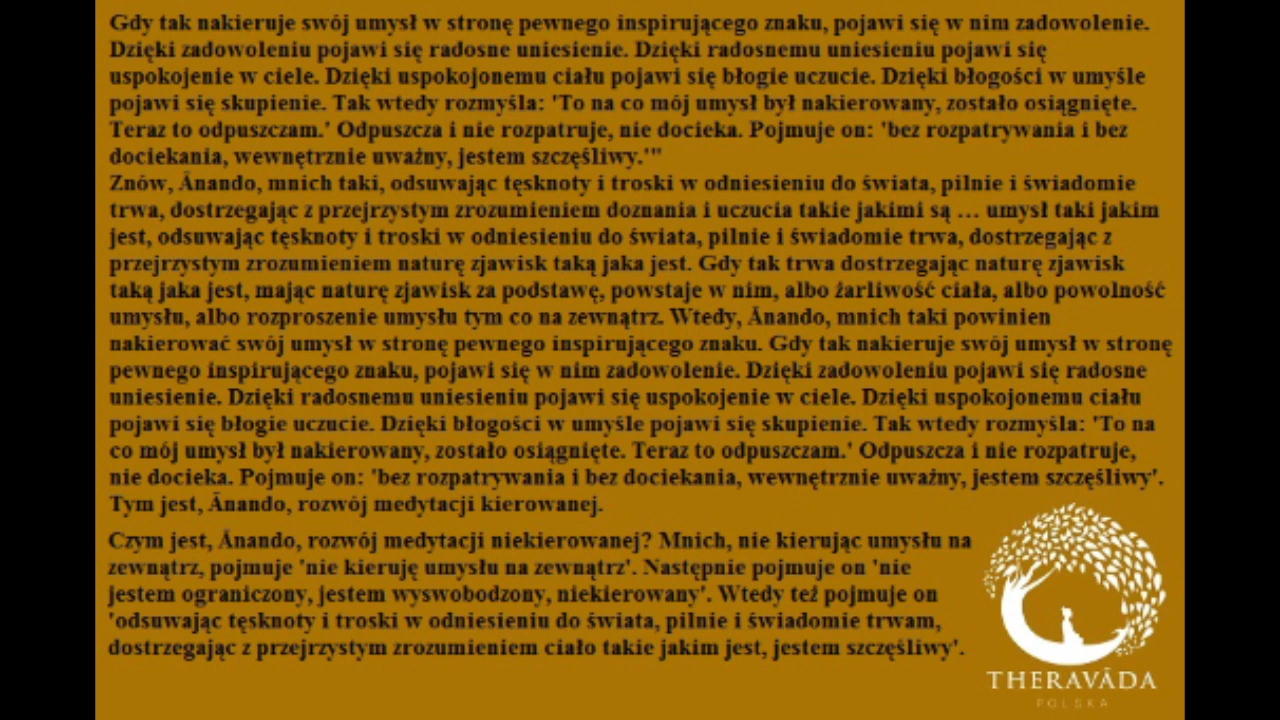 Gdy tak nakieruje swój umysł w stronę pewnego inspirującego znaku, pojawi się w nim zadowolenie.
Dzięki zadowoleniu pojawi się radosne uniesienie. Dzięki radosnemu uniesieniu pojawi się
uspokojenie w ciele. Dzięki uspokojonemu ciału pojawi się błogie uczucie. Dzięki błogości w umyśle
pojawi się skupienie. Tak wtedy rozmyśla: 'To na co mój umysł był nakierowany, zostało osiągnięte.
Teraz to odpuszczam.' Odpuszcza i nie rozpatruje, nie docieka. Pojmuje on: 'bez rozpatrywania i bez
dociekania, wewnętrznie uważny, jestem szczęśliwy.'"
Znów, Ānando, mnich taki, odsuwając tęsknoty i troski w odniesieniu do świata, pilnie i świadomie
trwa, dostrzegając z przejrzystym zrozumieniem doznania i uczucia takie jakimi są … umysł taki jakim
jest, odsuwając tęsknoty i troski w odniesieniu do świata, pilnie i świadomie trwa, dostrzegając z
przejrzystym zrozumieniem naturę zjawisk taką jaka jest. Gdy tak trwa dostrzegając naturę zjawisk
taką jaka jest, mając naturę zjawisk za podstawę, powstaje w nim, albo żarliwość ciała, albo powolność
umysłu, albo rozproszenie umysłu tym co na zewnątrz. Wtedy, Ānando, mnich taki powinien
nakierować swój umysł w stronę pewnego inspirującego znaku. Gdy tak nakieruje swój umysł w stronę
pewnego inspirującego znaku, pojawi się w nim zadowolenie. Dzięki zadowoleniu pojawi się radosne
uniesienie. Dzięki radosnemu uniesieniu pojawi się uspokojenie w ciele. Dzięki uspokojonemu ciału
pojawi się błogie uczucie. Dzięki błogości w umyśle pojawi się skupienie. Tak wtedy rozmyśla: 'To na
co mój umysł był nakierowany, zostało osiągnięte. Teraz to odpuszczam.' Odpuszcza i nie rozpatruje,
nie docieka. Pojmuje on: 'bez rozpatrywania i bez dociekania, wewnętrznie uważny, jestem szczęśliwy'.
Tym jest, Ānando, rozwój medytacji kierowanej.
Czym jest, Ānando, rozwój medytacji niekierowanej? Mnich, nie kierując umysłu na
zewnątrz, pojmuje 'nie kieruję umysłu na zewnątrz'. Następnie pojmuje on 'nie
jestem ograniczony, jestem wyswobodzony, niekierowany'. Wtedy też pojmuje on
'odsuwając tęsknoty i troski w odniesieniu do świata, pilnie i świadomie trwam,
dostrzegając z przejrzystym zrozumieniem ciało takie jakim jest, jestem szczęśliwy'.
THERAVĀDA
POLSKA